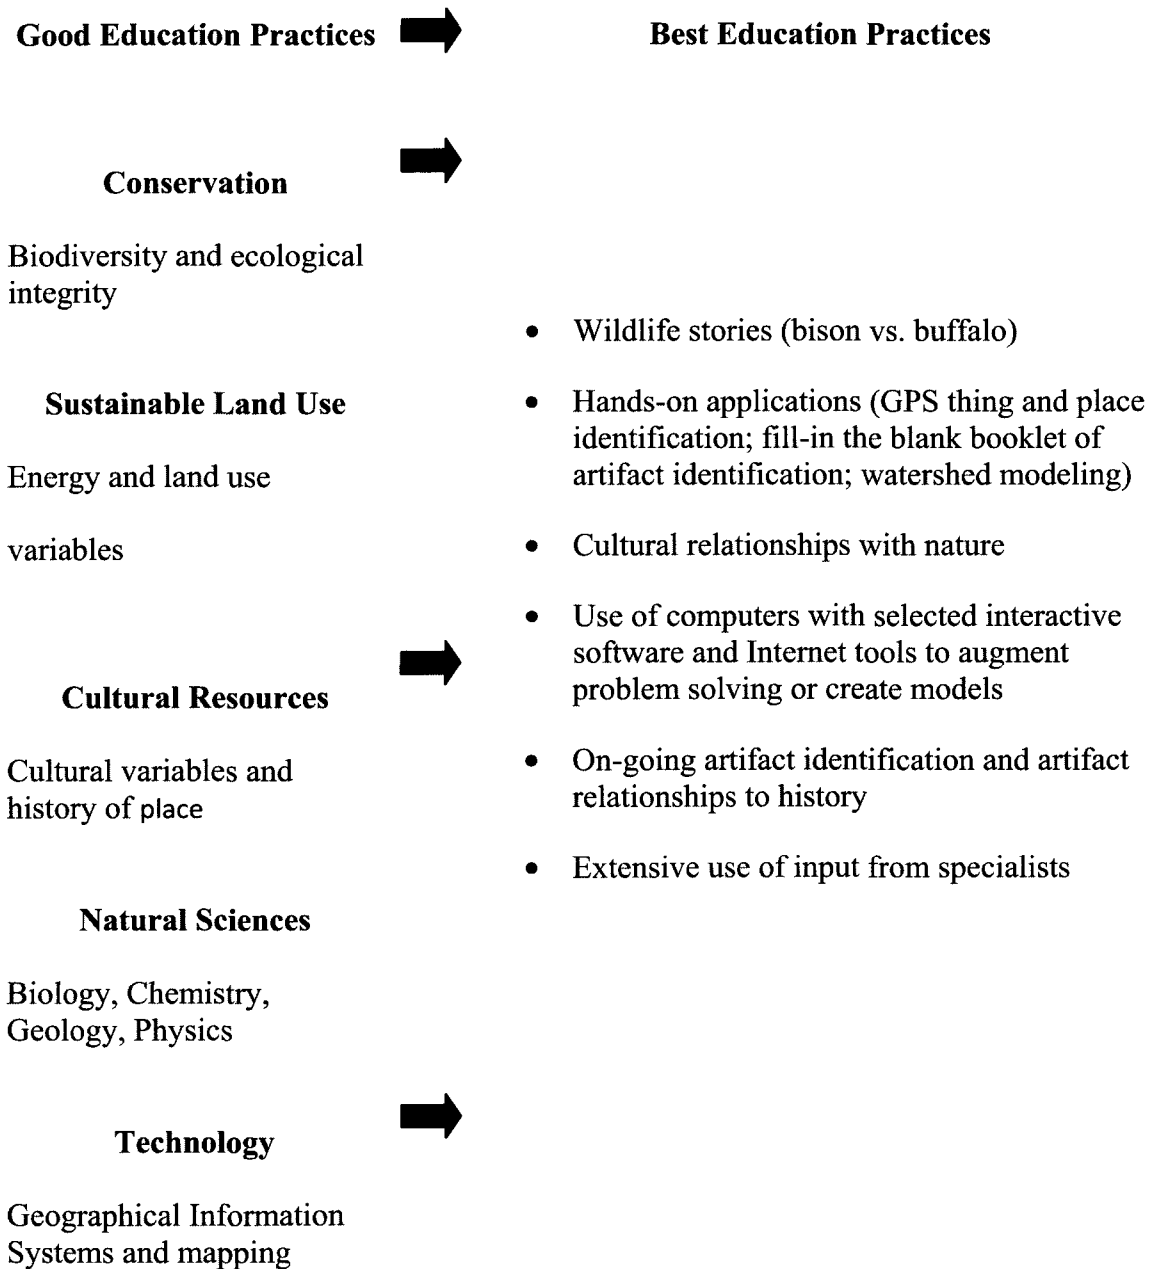 Good Education Practices
Best Education Practices
Conservation
Biodiversity and ecological
integrity
Sustainable Land Use
Energy and land use
variables
Cultural Resources
Cultural variables and
history of place
Natural Sciences
Biology, Chemistry,
Geology, Physics
Technology
Geographical Information
Systems and mapping
• Wildlife stories (bison vs. buffalo)
• Hands-on applications (GPS thing and place
identification; fill-in the blank booklet of
artifact identification; watershed modeling)
• Cultural relationships with nature
• Use of computers with selected interactive
software and Internet tools to augment
problem solving or create models
• On-going artifact identification and artifact
relationships to history
• Extensive use of input from specialists